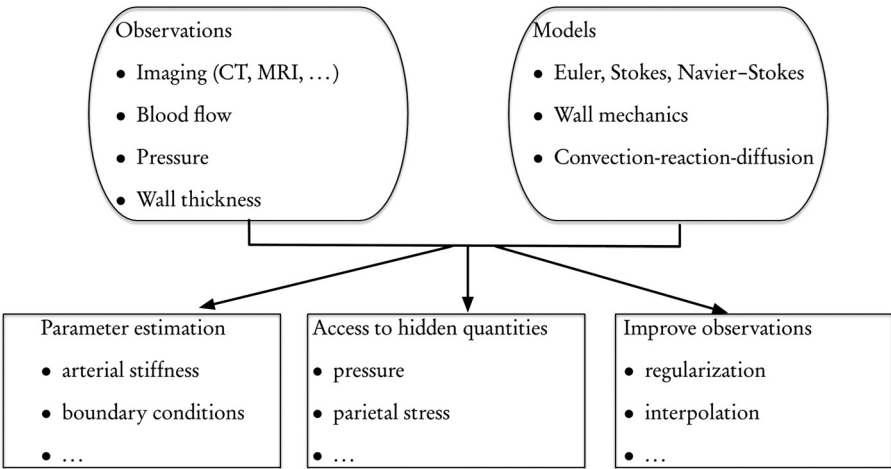 Observations
• Imaging (CT, MRI, …)
• Blood flow
• Pressure
• Wall thickness
Models
• Euler, Stokes, Navier–Stokes
• Wall mechanics
• Convection-reaction-diffusion
Parameter estimation
• arterial stiffness
• boundary conditions
• …
Access to hidden quantities
• pressure
• parietal stress
• …
Improve observations
• regularization
• interpolation
• …